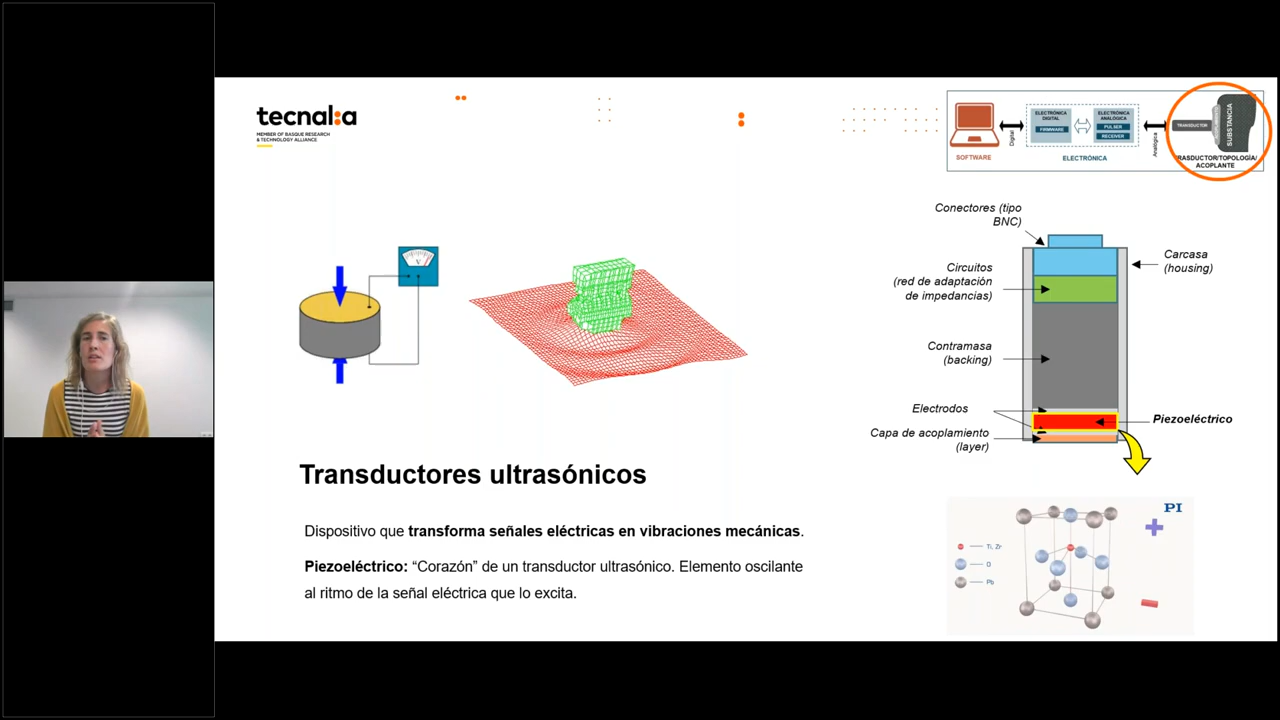 tecnal:a
MEMBER OF BASQUE RESEARCH
& TECHNOLOGY ALLIANCE
SOFTWARE
Digital
ELECTRÓNICA
DIGITAL
FIRMWARE
ELECTRÓNICA
ANALÓGICA
PULSER
RECEIVER
ELECTRÓNICA
Analógica
TRANSDUCTOR
SUBSTANCIA
TRASDUCTOR/TOPOLOGÍA/
ACOPLANTE
V
Conectores (tipo
BNC)
Carcasa
(housing)
Circuitos
(red de adaptación
de impedancias)
Contramasa
(backing)
Electrodos
Piezoeléctrico
Capa de acoplamiento
(layer)
Transductores ultrasónicos
Dispositivo que transforma señales eléctricas en vibraciones mecánicas.
Piezoeléctrico: “Corazón” de un transductor ultrasónico. Elemento oscilante
al ritmo de la señal eléctrica que lo excita.
PI
Ti, Zr
O
Pb